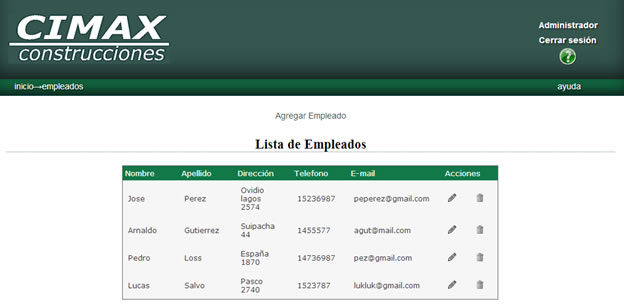 CIMAX
construcciones
Administrador
Cerrar sesión
?
inicio→empleados ayuda
Agregar Empleado
Lista de Empleados
Nombre Apellido Dirección Telefono E-mail Acciones
Jose Perez Ovidio lagos 2574 15236987 peperez@gmail.com
Arnaldo Gutierrez Suipacha 44 1455577 agut@mail.com
Pedro Loss España 1870 14736987 pez@gmail.com
Lucas Salvo Pasco 2740 1523787 lukluk@gmail.com